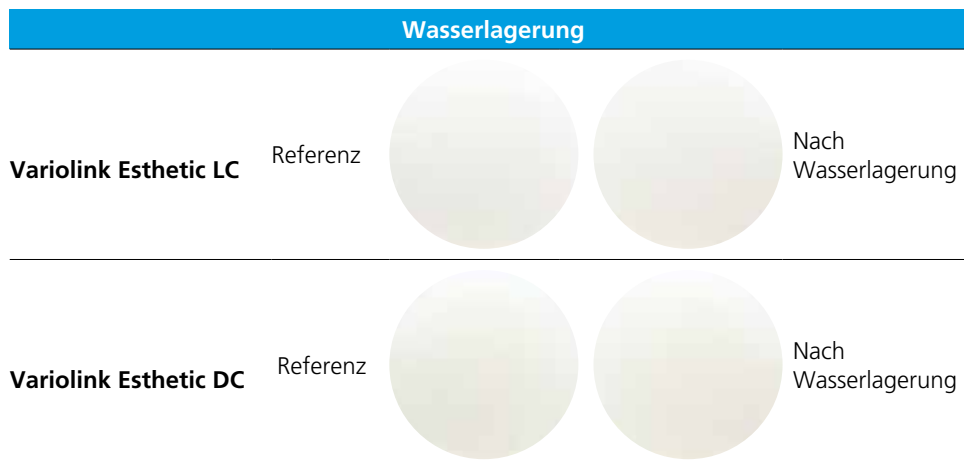 Wasserlagerung
Variolink Esthetic LC
Referenz
Nach
Wasserlagerung
Variolink Esthetic DC
Referenz
Nach
Wasserlagerung